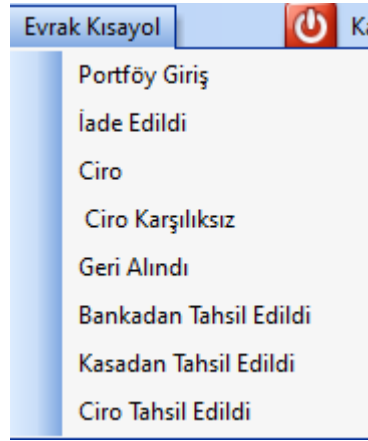 Evrak Kısayol Ka
Portföy Giriş
İade Edildi
Ciro
Ciro Karşılıksız
Geri Alındı
Bankadan Tahsil Edildi
Kasadan Tahsil Edildi
Ciro Tahsil Edildi